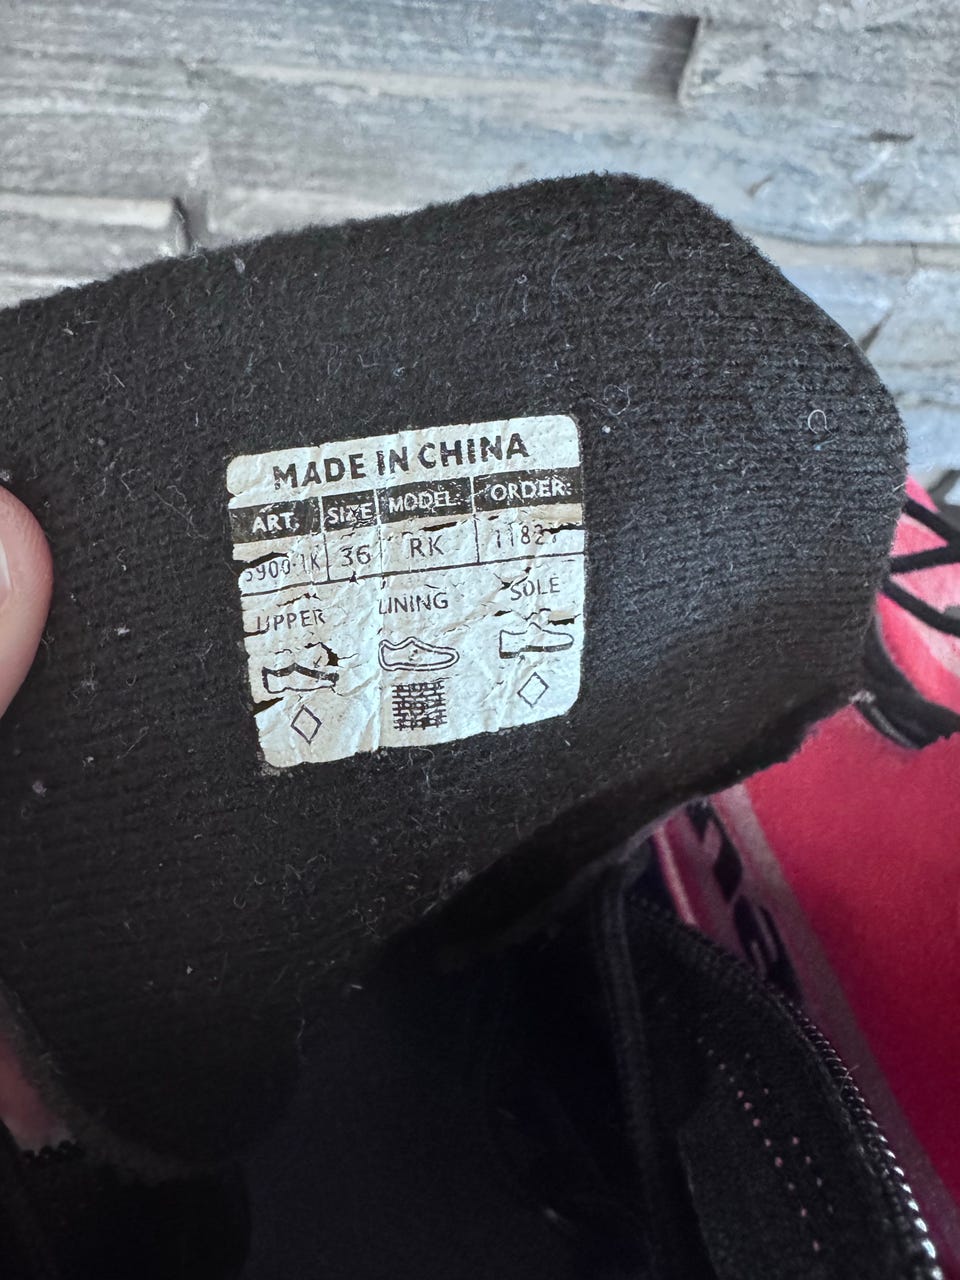 MADE IN CHINA
ART. SIZE MODEL: ORDER:
36 RK
UPPER LINING SOLE